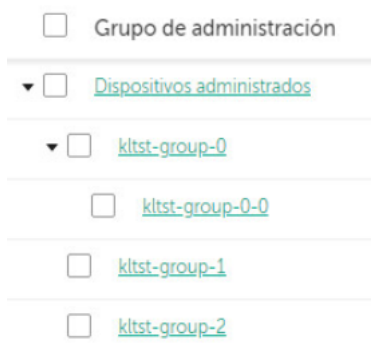 Grupo de administración
Dispositivos administrados
kltst-group-0
kltst-group-0-0
kltst-group-1
kltst-group-2